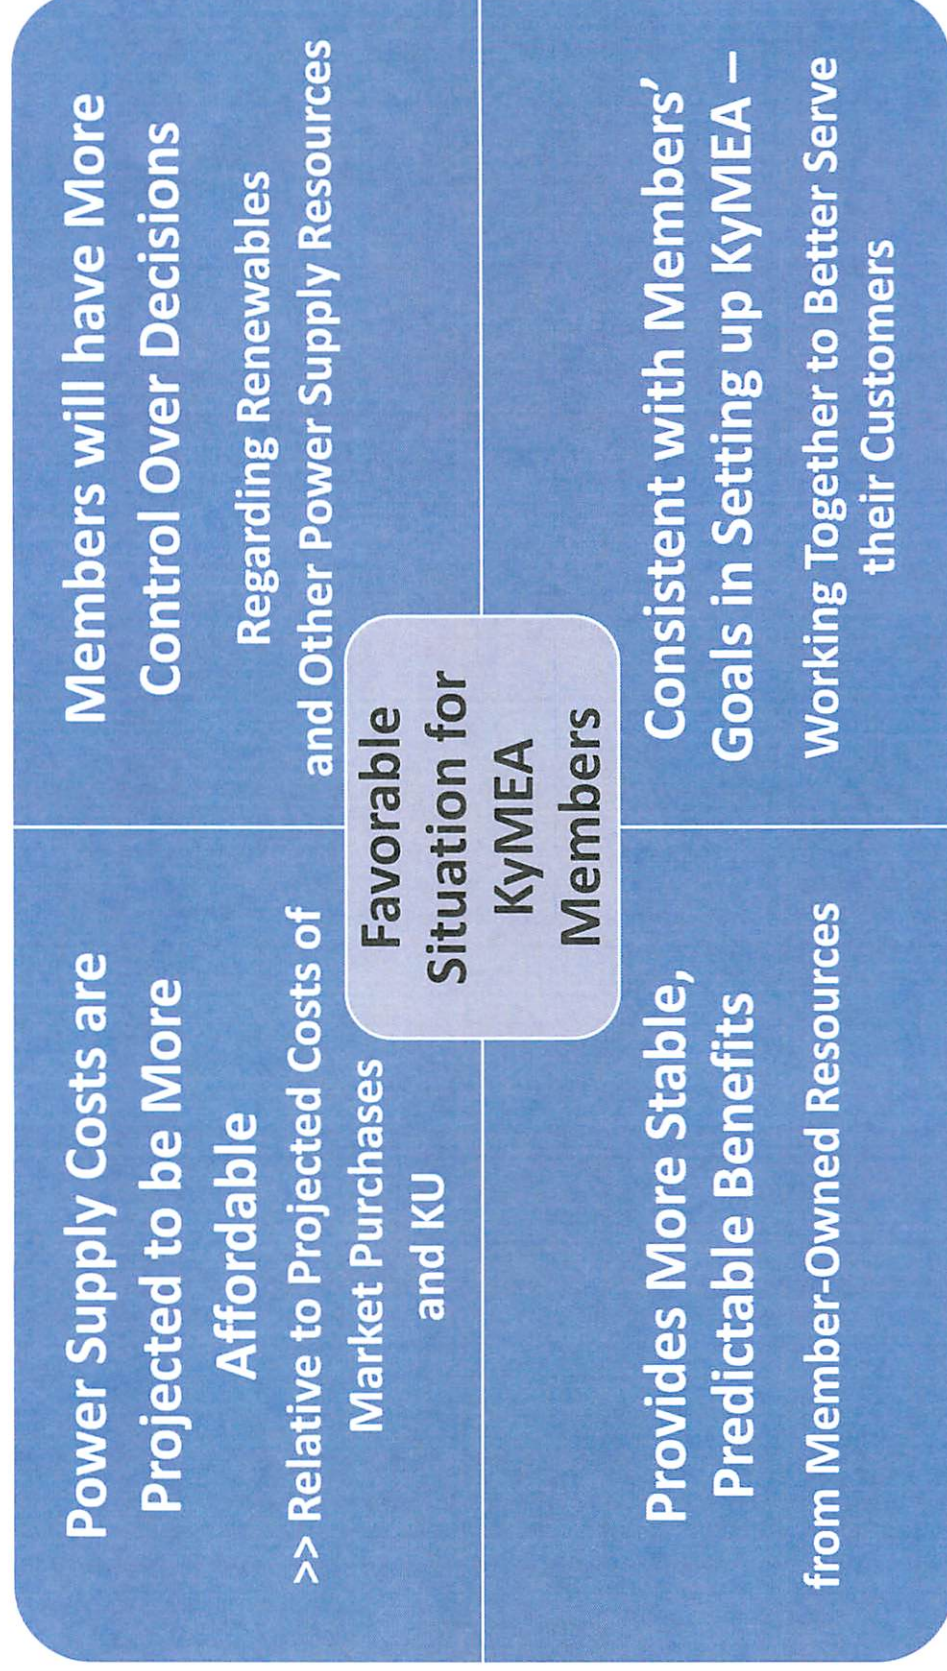 Power Supply Costs are
Projected to be More
Affordable
>> Relative to Projected Costs of
Market Purchases
and KU
Members will have More
Control Over Decisions
Regarding Renewables
and Other Power Supply Resources
Favorable
Situation for
KyMEA
Members
Provides More Stable,
Predictable Benefits
from Member-Owned Resources
Consistent with Members'
Goals in Setting up KyMEA –
Working Together to Better Serve
their Customers